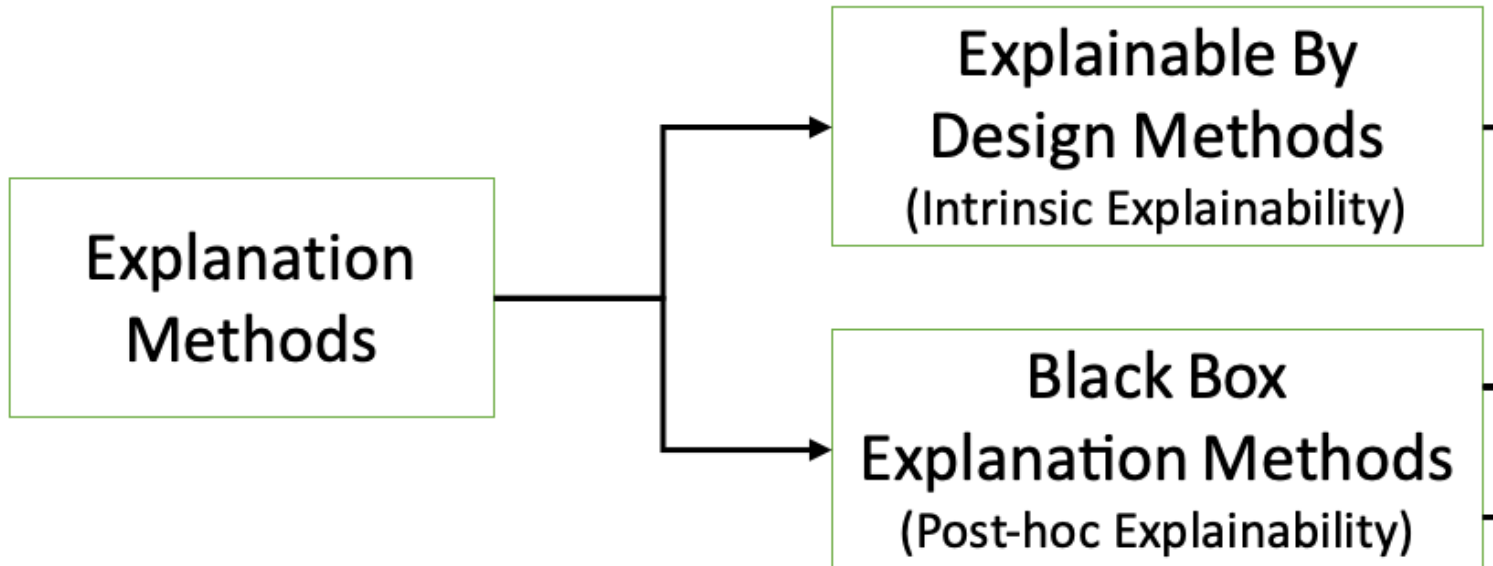 Explanation
Methods
Explainable By
Design Methods
(Intrinsic Explainability)
Black Box
Explanation Methods
(Post-hoc Explainability)